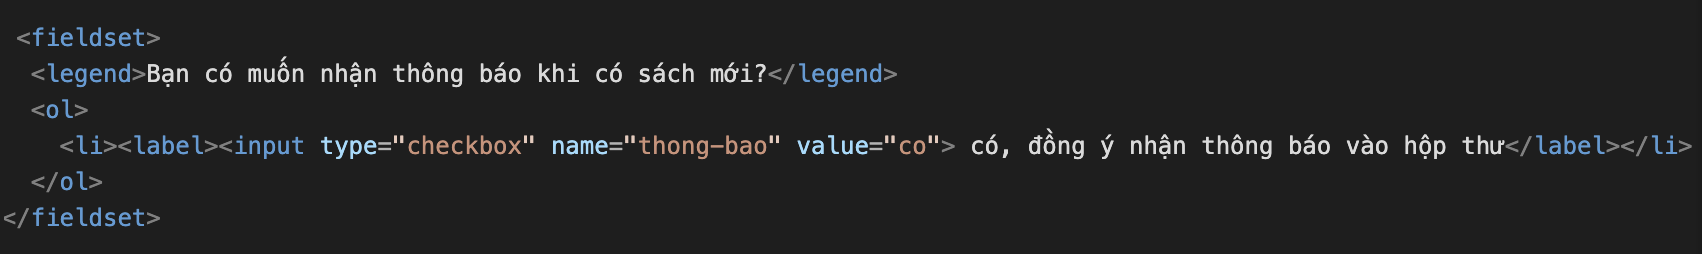 <fieldset>
<legend>Bạn có muốn nhận thông báo khi có sách mới?</legend>
<ol>
<li><label><input type="checkbox" name="thong-bao" value="co"> có, đồng ý nhận thông báo vào hộp thư</label></li>
</ol>
</fieldset>